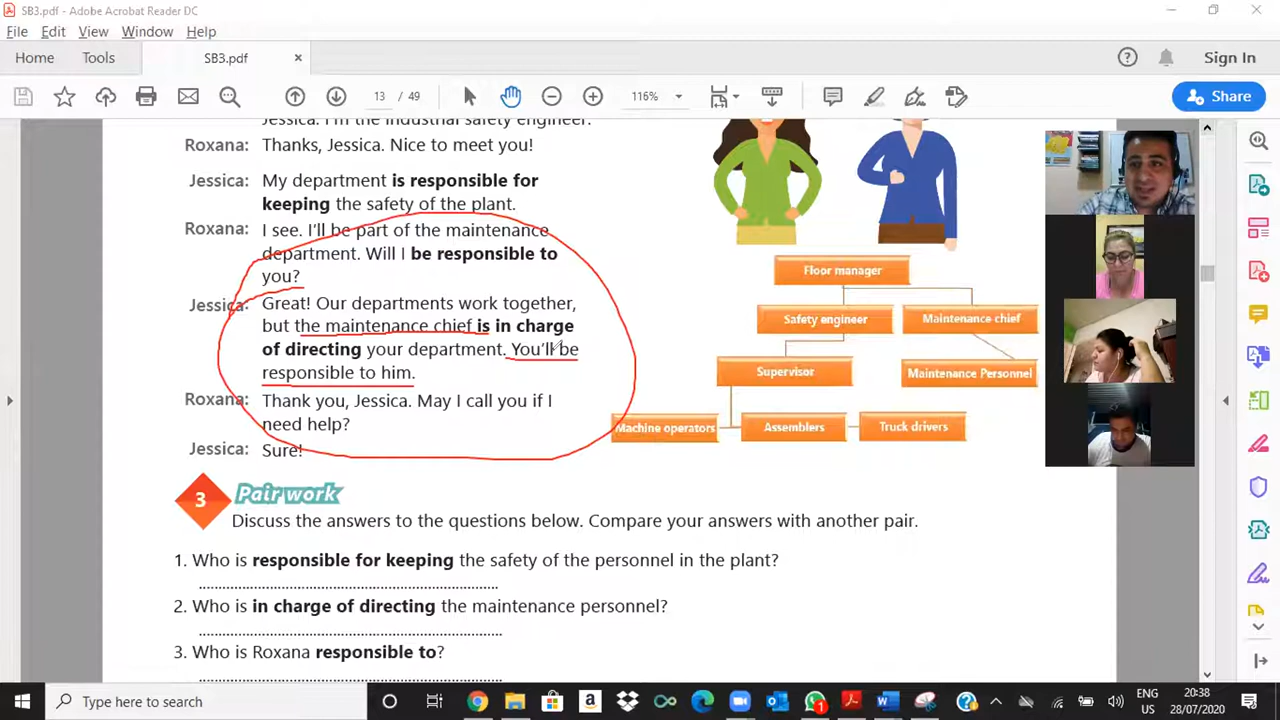 SB3.pdf - Adobe Acrobat Reader DC
File Edit View Window Help
Home Tools SB3.pdf ×
? Sign In
13 / 49 116% Share
Jessica. I'm the industrial safety engineer.
Roxana: Thanks, Jessica. Nice to meet you!
Jessica: My department is responsible for
keeping the safety of the plant.
Roxana: I see. I'll be part of the maintenance
department. Will I be responsible to
you?
Jessica: Great! Our departments work together,
but the maintenance chief is in charge
of directing your department. You'll be
responsible to him.
Roxana: Thank you, Jessica. May I call you if I
need help?
Jessica: Sure!
Floor manager
Safety engineer Maintenance chief
Supervisor Maintenance Personnel
Machine operators Assemblers Truck drivers
3 Pair work
Discuss the answers to the questions below. Compare your answers with another pair.
1. Who is responsible for keeping the safety of the personnel in the plant?
2. Who is in charge of directing the maintenance personnel?
3. Who is Roxana responsible to?
Type here to search
ENG 20:38
US 28/07/2020